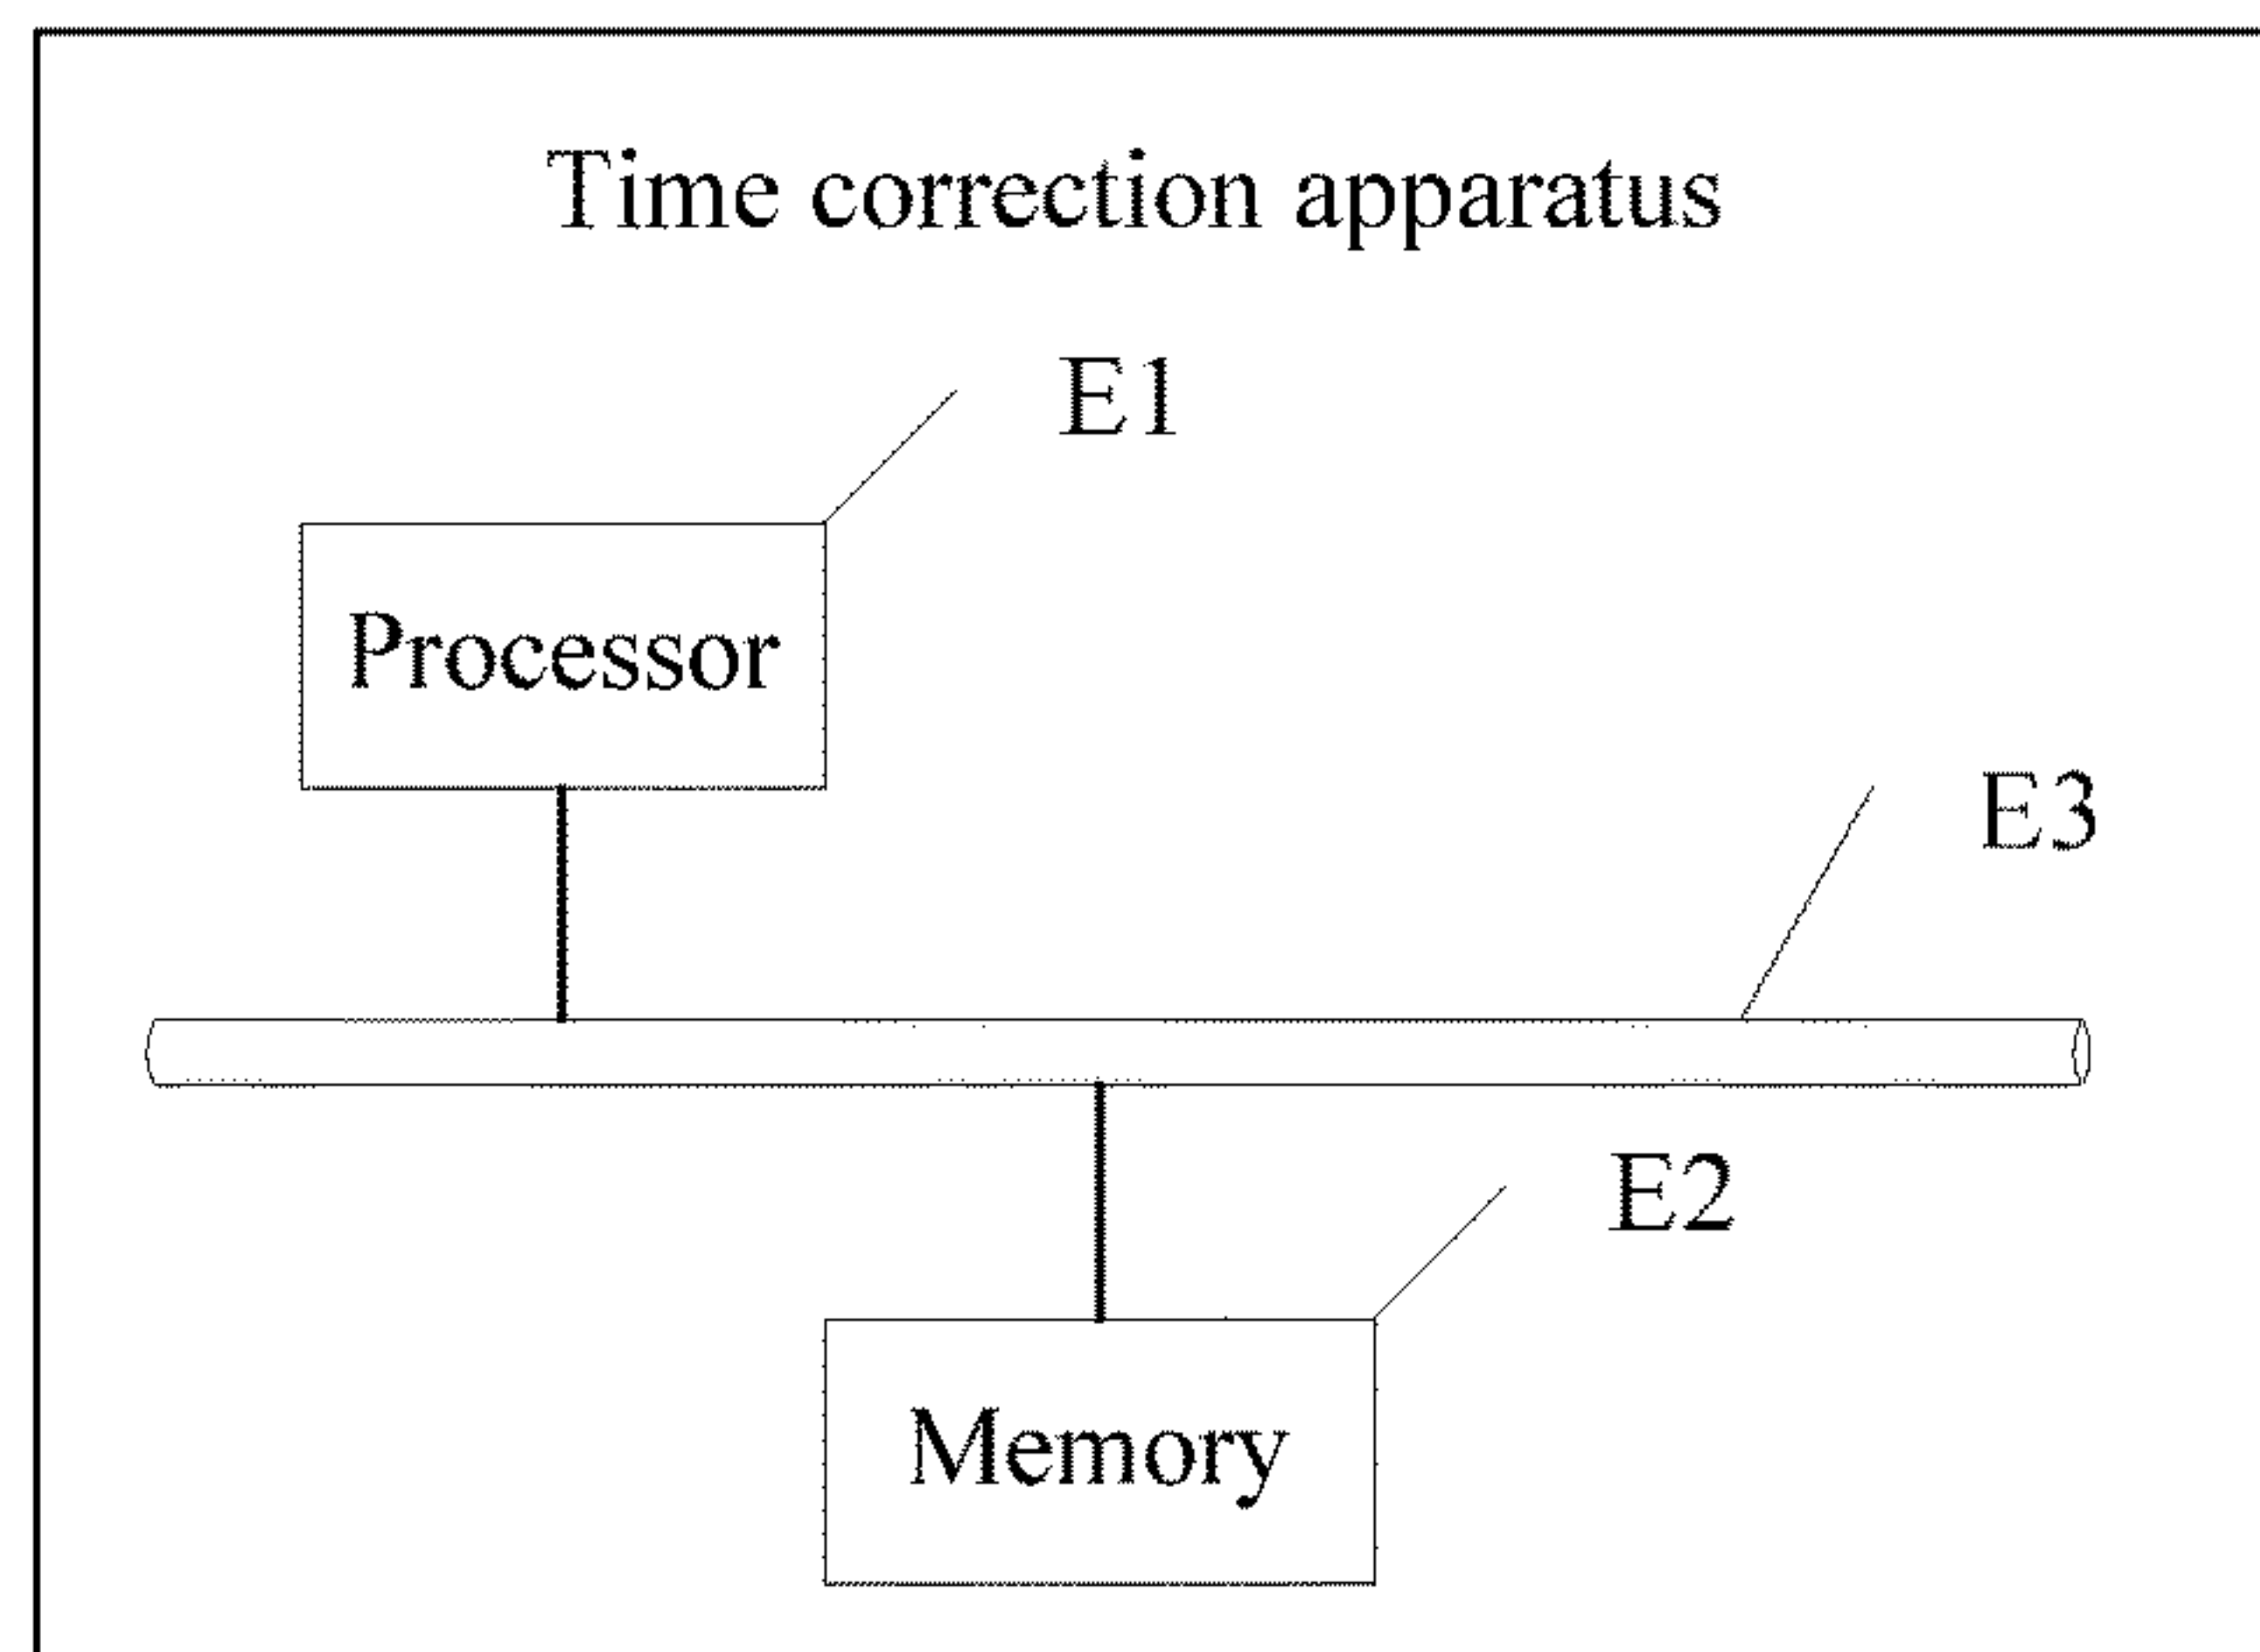 Time correction apparatus
E1
Processor
E3
E2
Memory